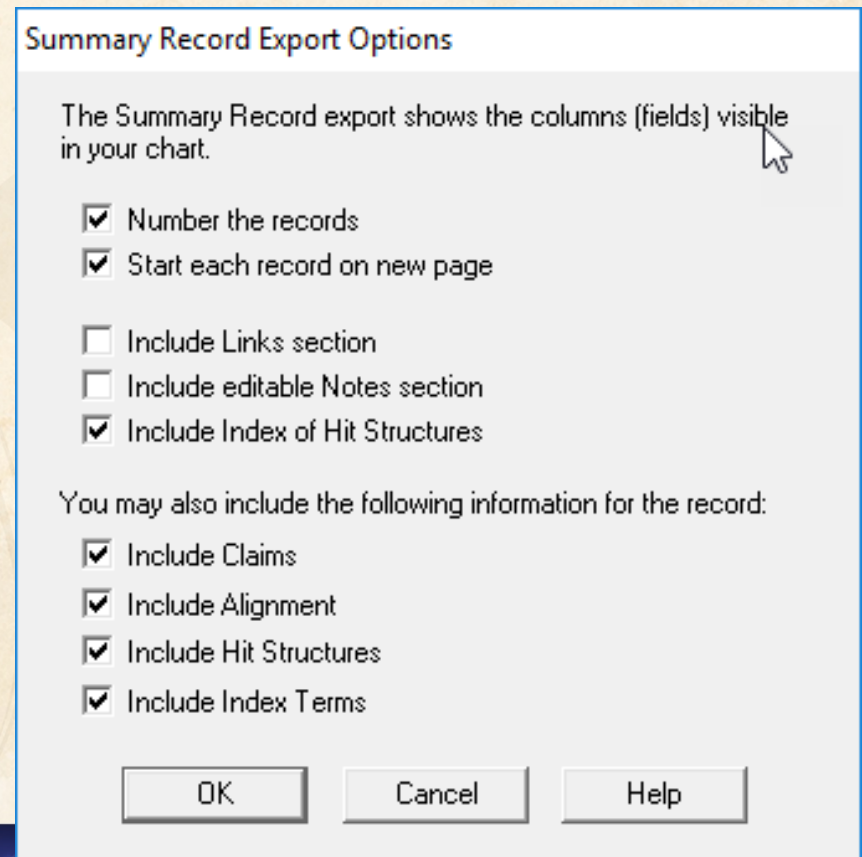 Summary Record Export Options
The Summary Record export shows the columns (fields) visible
in your chart.
Number the records
Start each record on new page
Include Links section
Include editable Notes section
Include Index of Hit Structures
You may also include the following information for the record:
Include Claims
Include Alignment
Include Hit Structures
Include Index Terms
OK Cancel Help